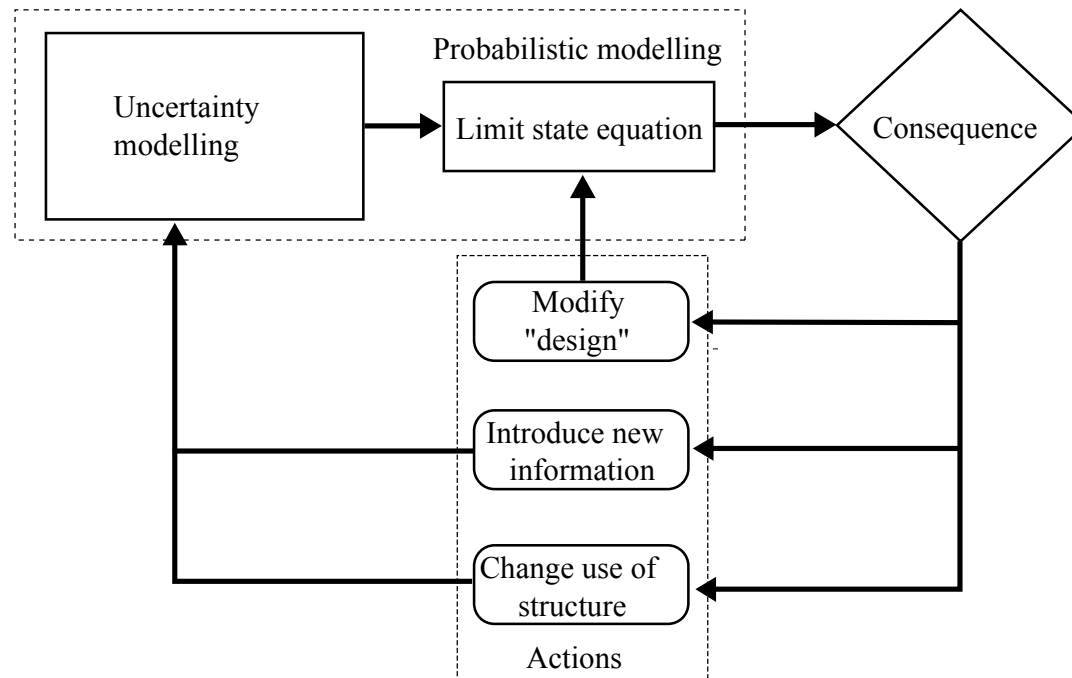 Probabilistic modelling
Uncertainty
modelling
Limit state equation
Consequence
Modify
"design"
Introduce new
information
Change use of
structure
Actions